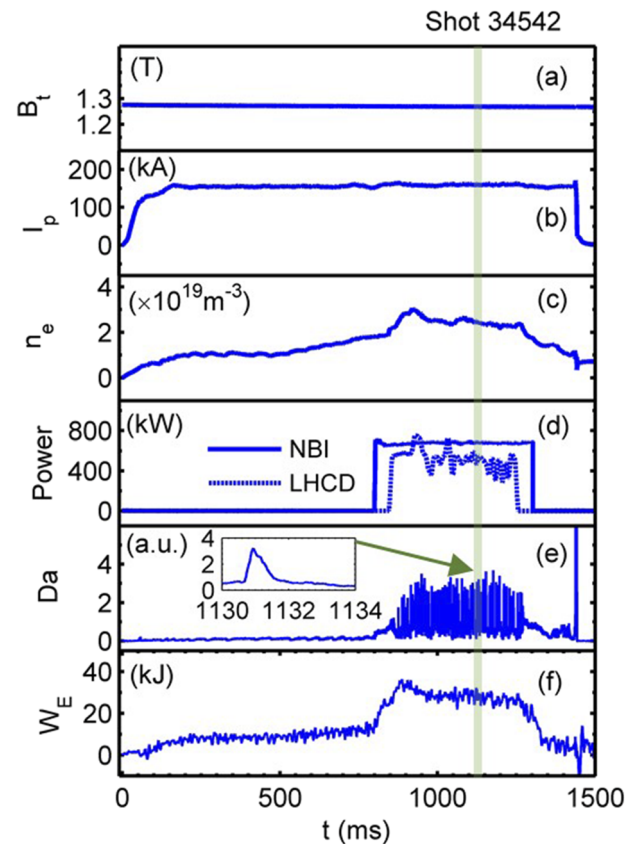 Shot 34542
(T)
(a)
B_t
1.3
1.2
(kA)
200
100
0
I_p
(b)
(×10^19 m^-3)
(c)
4
2
0
n_e
(kW)
(d)
800
400
0
Power
NBI
LHCD
(a.u.)
(e)
4
2
0
Da
4
2
0
1130 1132 1134
(kJ)
(f)
40
20
0
W_E
0 500 1000 1500
t (ms)